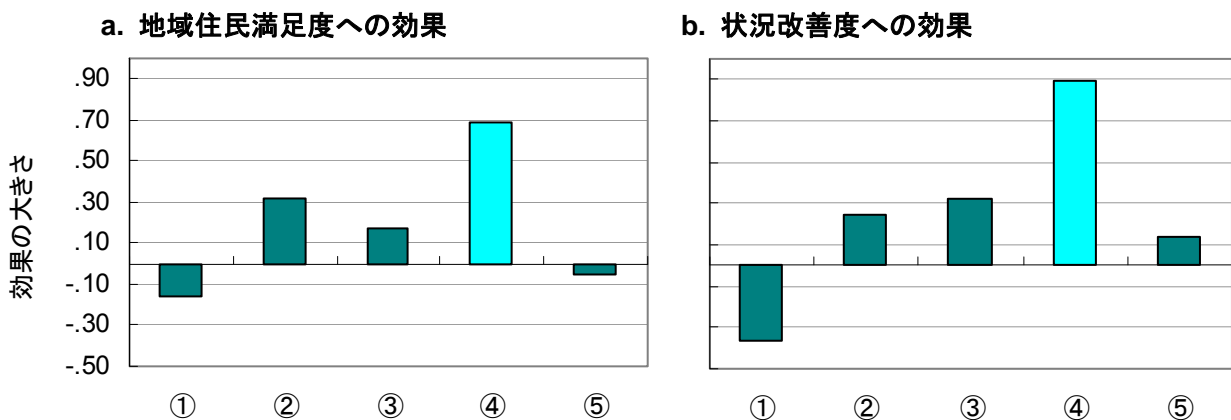 a. 地域住民満足度への効果
b. 状況改善度への効果
効果の大きさ
.90
.70
.50
.30
.10
-.10
-.30
-.50
① ② ③ ④ ⑤
① ② ③ ④ ⑤